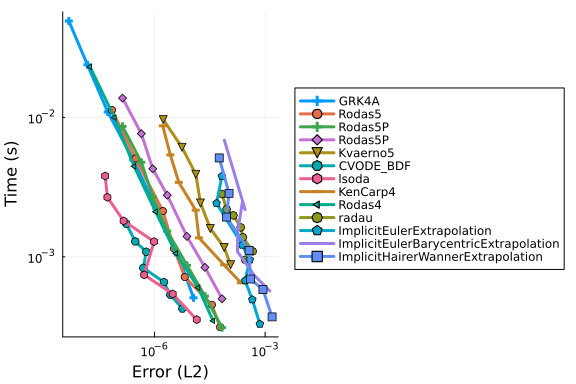 10⁻²
10⁻³
10⁻⁶
10⁻³
Time (s)
Error (L2)
GRK4A
Rodas5
Rodas5P
Rodas5P
Kvaerno5
CVODE_BDF
lsoda
KenCarp4
Rodas4
radau
ImplicitEulerExtrapolation
ImplicitEulerBarycentricExtrapolation
ImplicitHairerWannerExtrapolation